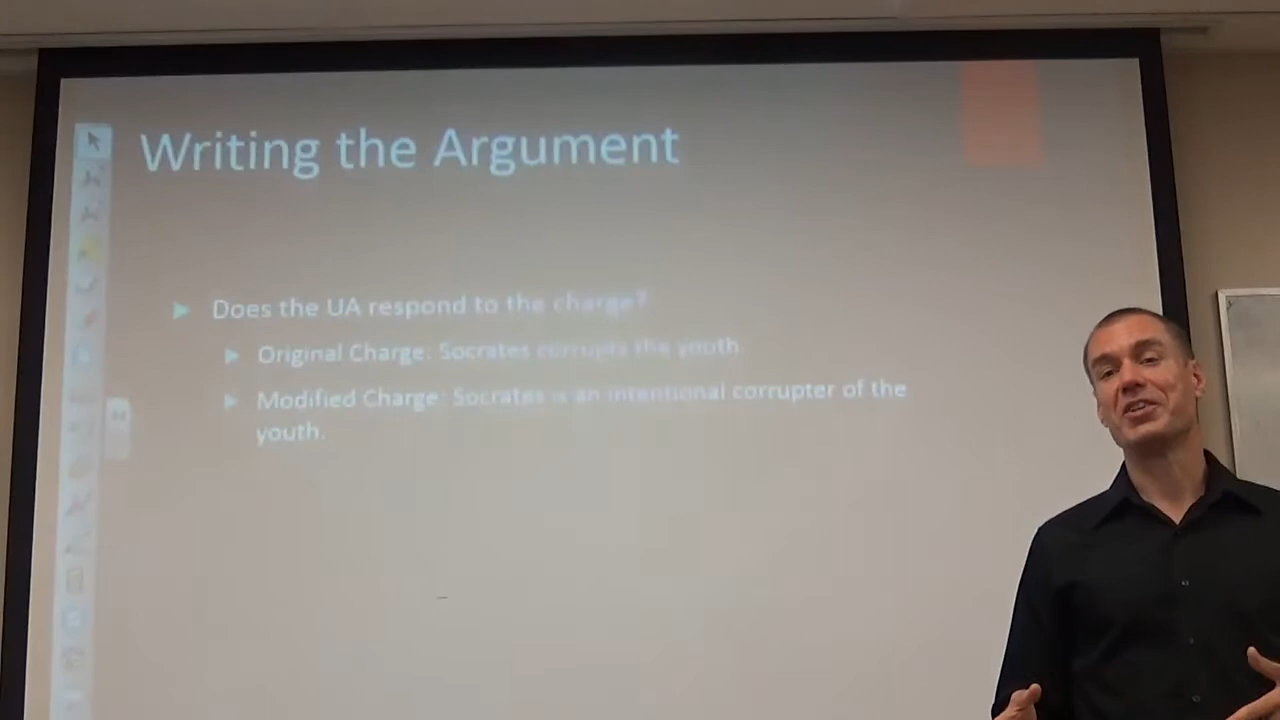 Writing the Argument
Does the UA respond to the charge?
Original Charge: Socrates corrupts the youth
Modified Charge: Socrates is an intentional corrupter of the
youth.